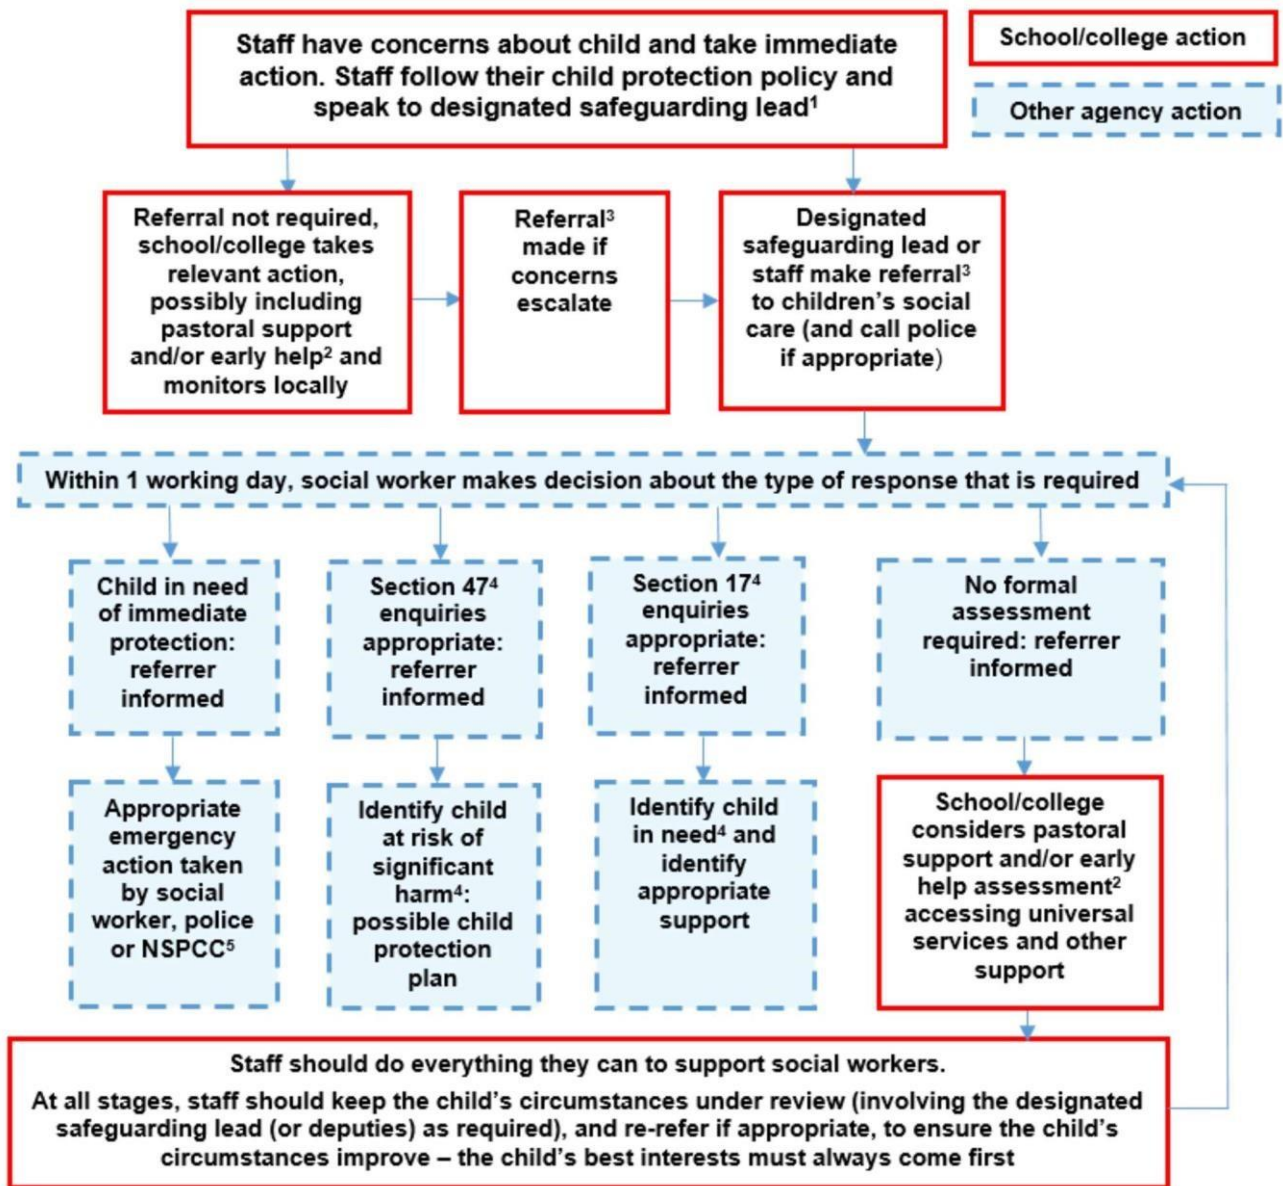 Staff have concerns about child and take immediate
action. Staff follow their child protection policy and
speak to designated safeguarding lead¹
School/college action
Other agency action
Referral not required,
school/college takes
relevant action,
possibly including
pastoral support
and/or early help² and
monitors locally
Referral³
made if
concerns
escalate
Designated
safeguarding lead or
staff make referral³
to children’s social
care (and call police
if appropriate)
Within 1 working day, social worker makes decision about the type of response that is required
Child in need
of immediate
protection:
referrer
informed
Section 47⁴
enquiries
appropriate:
referrer
informed
Section 17⁴
enquiries
appropriate:
referrer
informed
No formal
assessment
required: referrer
informed
Appropriate
emergency
action taken
by social
worker, police
or NSPCC⁵
Identify child
at risk of
significant
harm⁴:
possible child
protection
plan
Identify child
in need⁴ and
identify
appropriate
support
School/college
considers pastoral
support and/or early
help assessment²
accessing universal
services and other
support
Staff should do everything they can to support social workers.
At all stages, staff should keep the child’s circumstances under review (involving the designated
safeguarding lead (or deputies) as required), and re-refer if appropriate, to ensure the child’s
circumstances improve – the child’s best interests must always come first